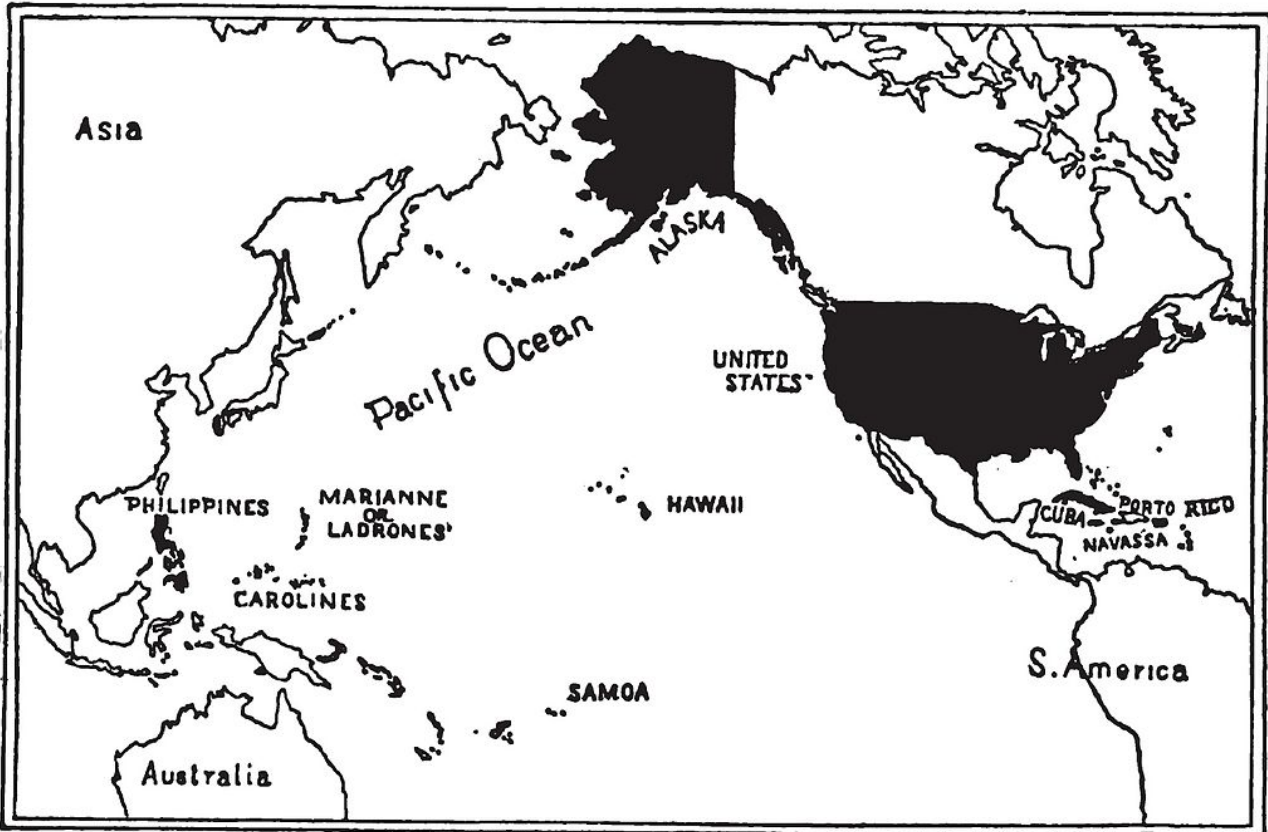 Asia
ALASKA
Pacific Ocean
UNITED
STATES
PHILIPPINES
MARIANNE
OR
LADRONES
HAWAII
CUBA
PORTO RICO
NAVASSA
CAROLINES
SAMOA
S. America
Australia